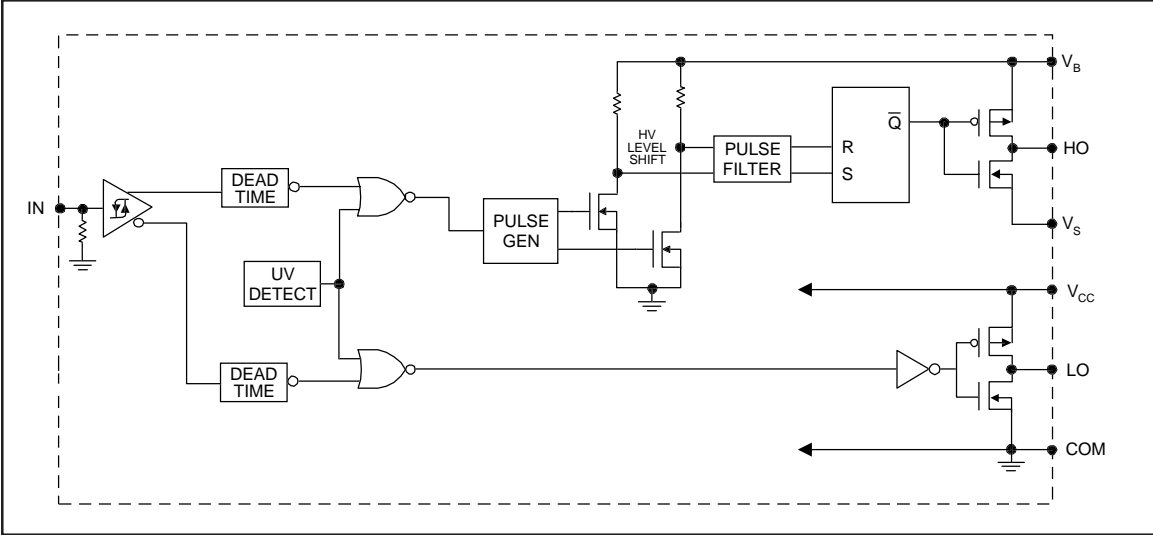 V_B
HV
LEVEL
SHIFT
Q̅
HO
R
S
PULSE
FILTER
DEAD
TIME
IN
PULSE
GEN
V_S
UV
DETECT
V_CC
DEAD
TIME
LO
COM